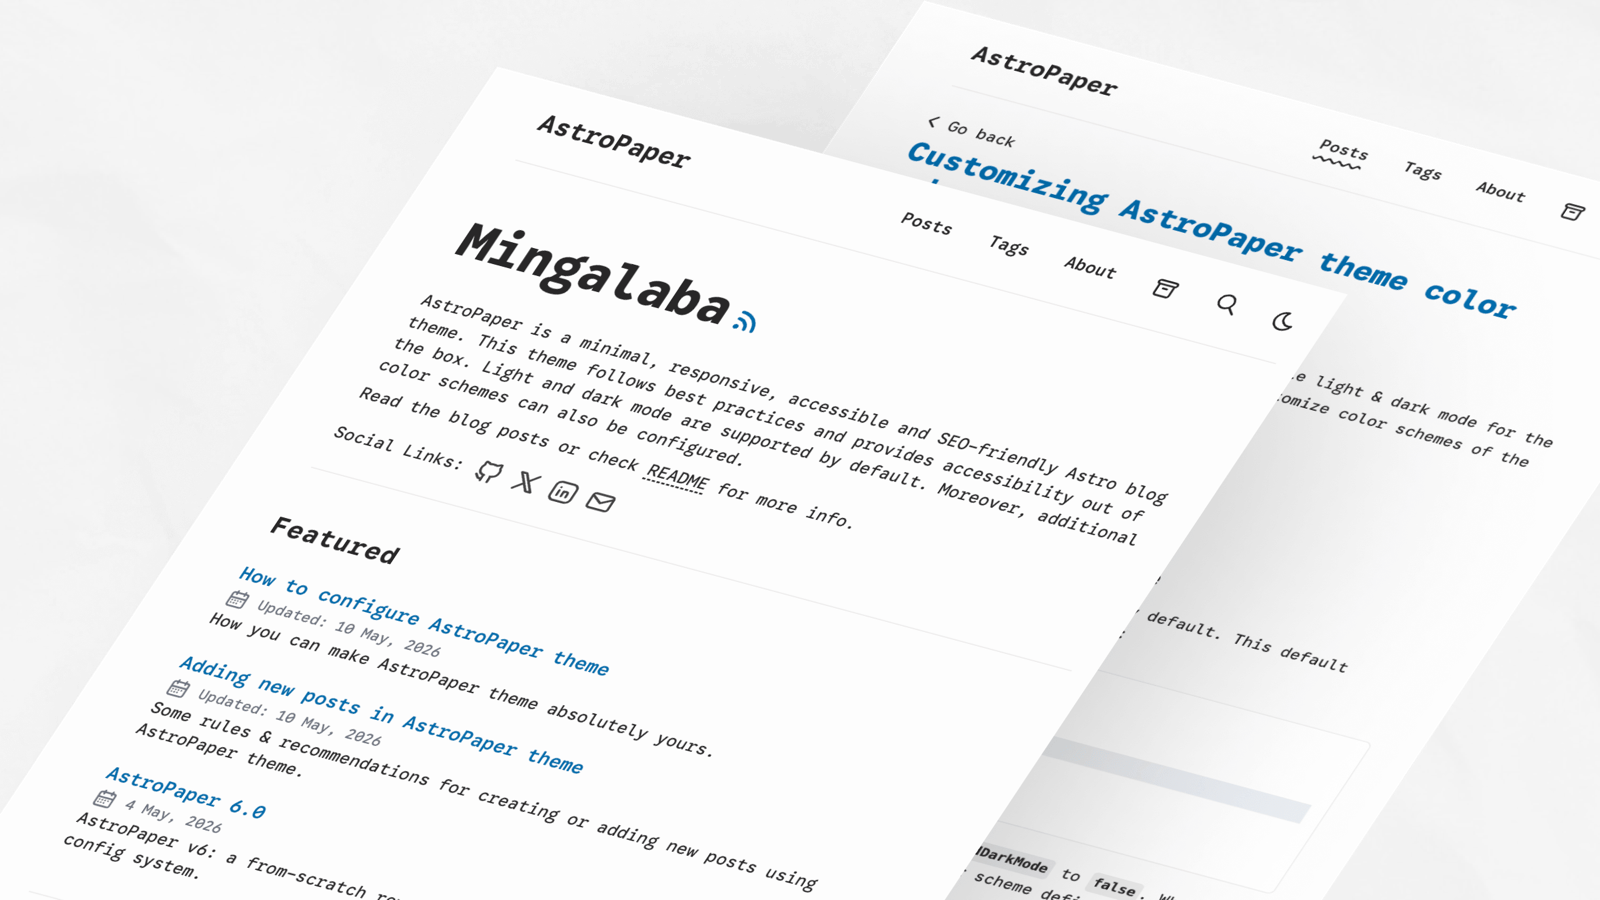 AstroPaper
Posts
Tags
About
Mingalaba
AstroPaper is a minimal, responsive, accessible and SEO-friendly Astro blog
theme. This theme follows best practices and provides accessibility out of
the box. Light and dark mode are supported by default. Moreover, additional
color schemes can also be configured.
Read the blog posts or check README for more info.
Social Links:
Featured
How to configure AstroPaper theme
Updated: 10 May, 2026
How you can make AstroPaper theme absolutely yours.
Adding new posts in AstroPaper theme
Updated: 10 May, 2026
Some rules & recommendations for creating or adding new posts using
AstroPaper theme.
AstroPaper 6.0
4 May, 2026
AstroPaper v6: a from-scratch
config system.
AstroPaper
Posts
Tags
About
Go back
Customizing AstroPaper theme color
light & dark mode for the
color schemes of the
default. This default
DarkMode to false.
scheme